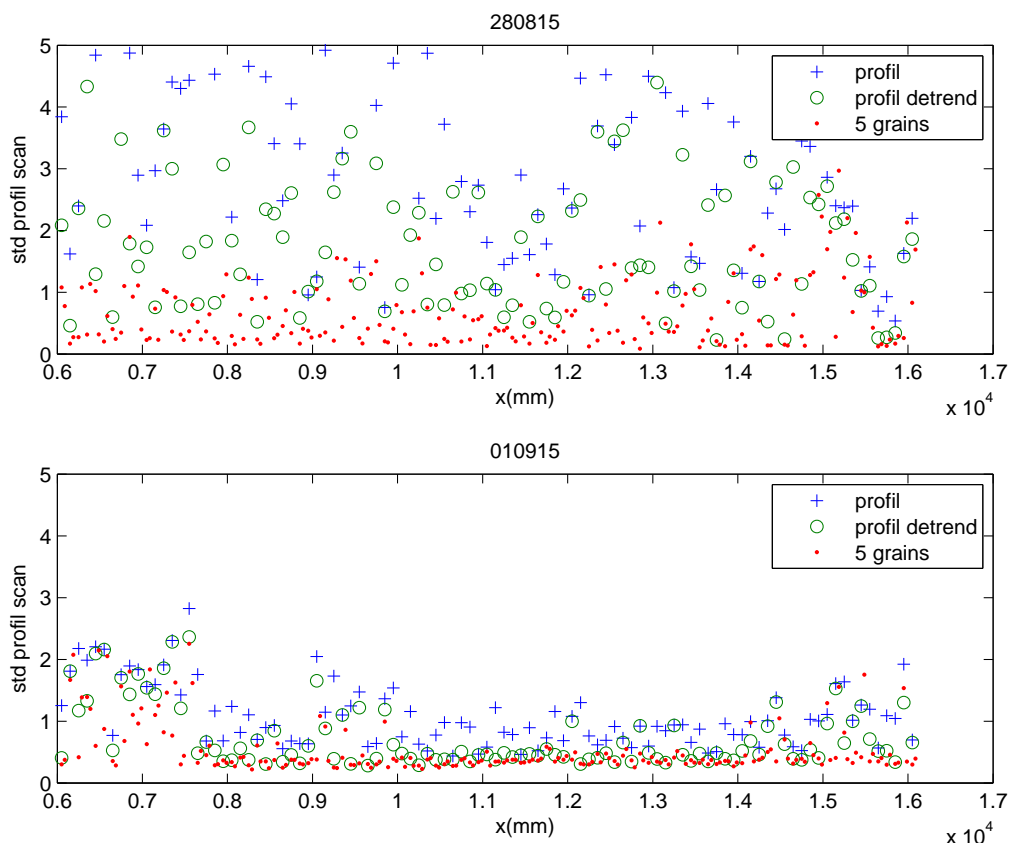 280815
5
4
3
2
1
0
std profil scan
profil
profil detrend
5 grains
0.6 0.7 0.8 0.9 1 1.1 1.2 1.3 1.4 1.5 1.6 1.7
x(mm)
x 10^4
010915
5
4
3
2
1
0
std profil scan
profil
profil detrend
5 grains
0.6 0.7 0.8 0.9 1 1.1 1.2 1.3 1.4 1.5 1.6 1.7
x(mm)
x 10^4